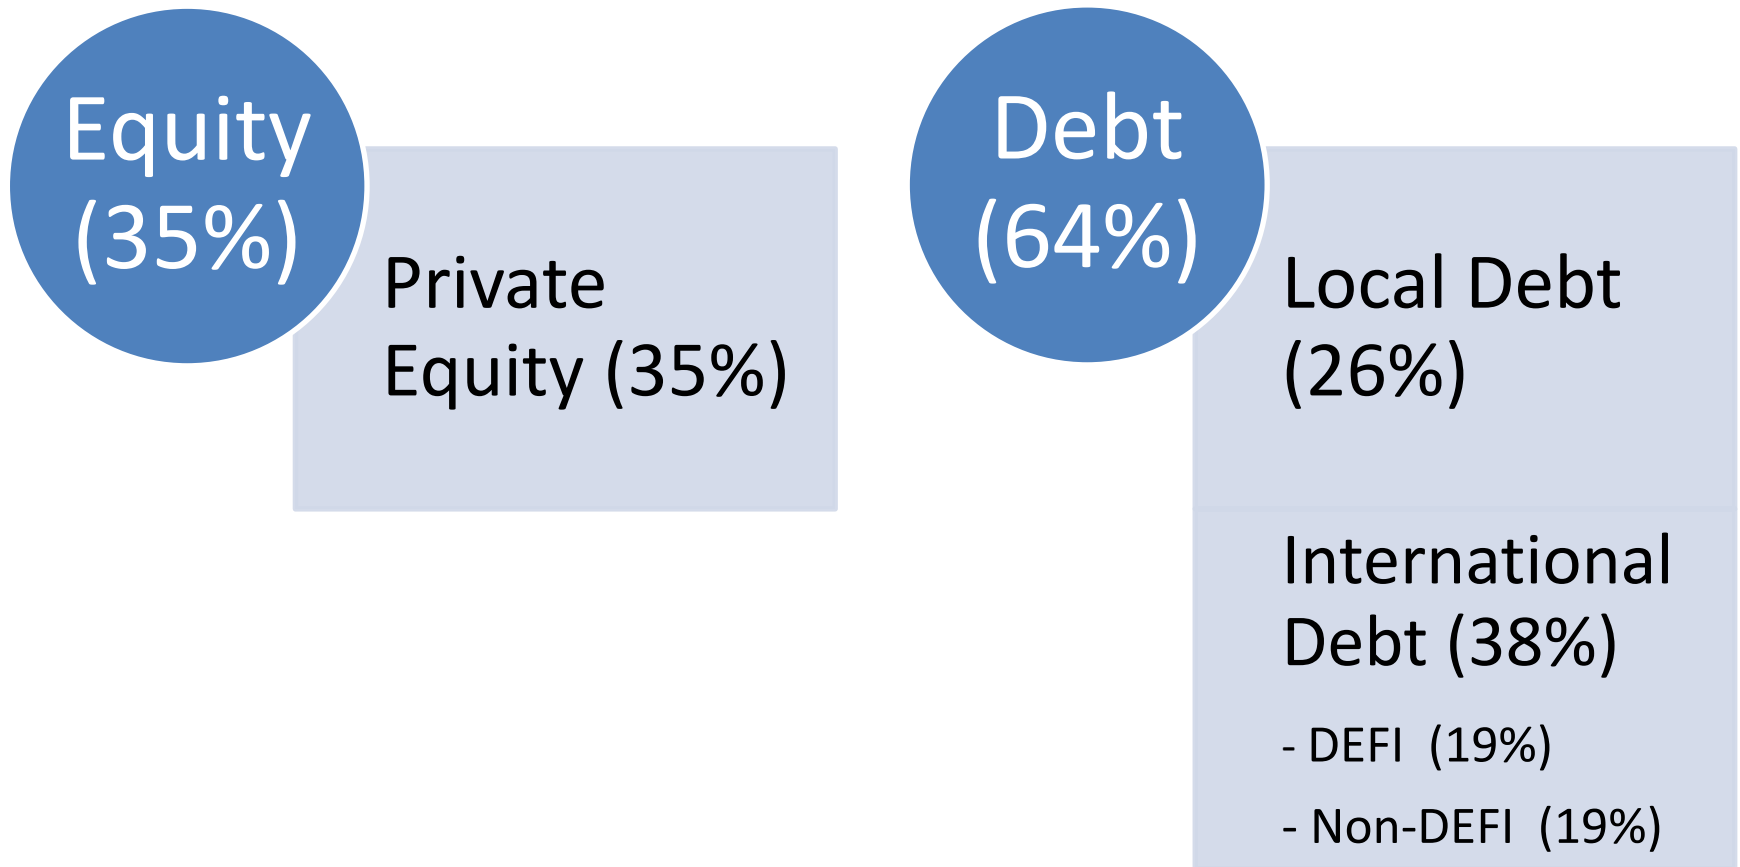 Equity
(35%)
Private
Equity (35%)
Debt
(64%)
Local Debt
(26%)
International
Debt (38%)
- DEFI (19%)
- Non-DEFI (19%)